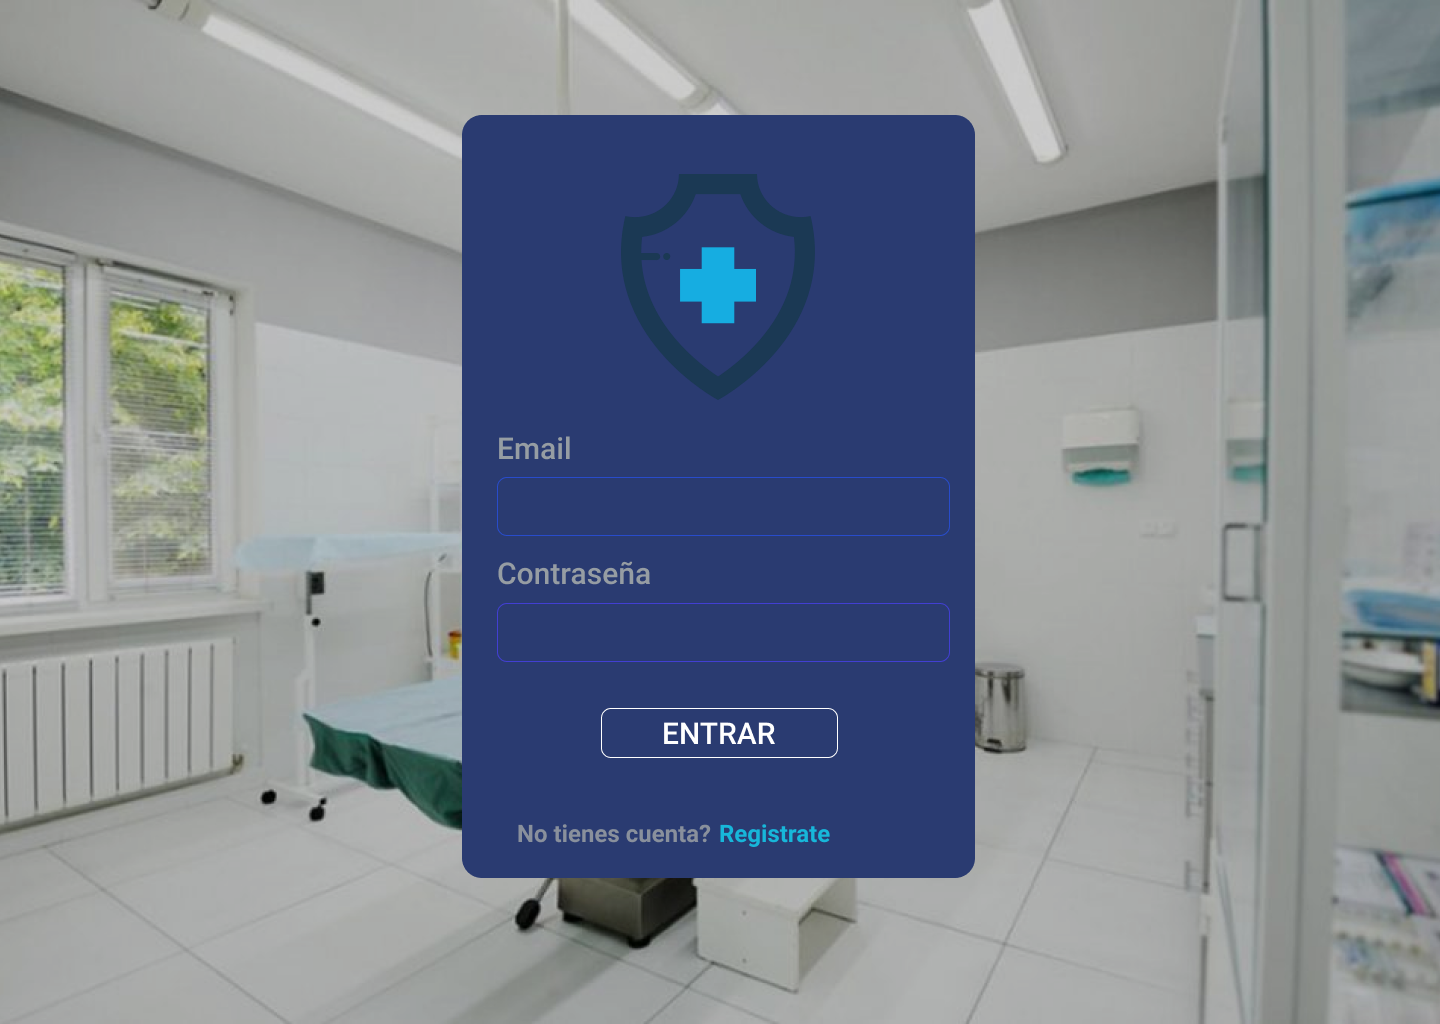 Email
Contraseña
ENTRAR
No tienes cuenta? Registrate